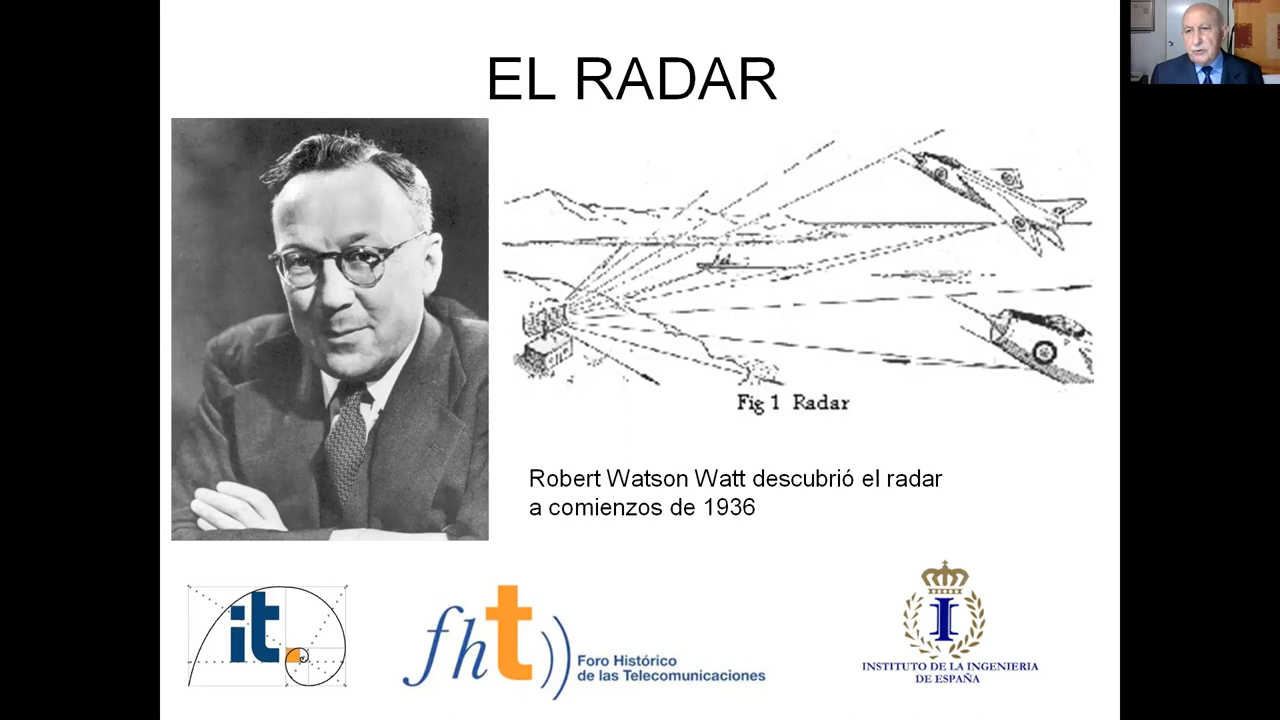 EL RADAR
Fig 1 Radar
Robert Watson Watt descubrió el radar
a comienzos de 1936
it
fht
Foro Histórico
de las Telecomunicaciones
I
INSTITUTO DE LA INGENIERIA
DE ESPAÑA